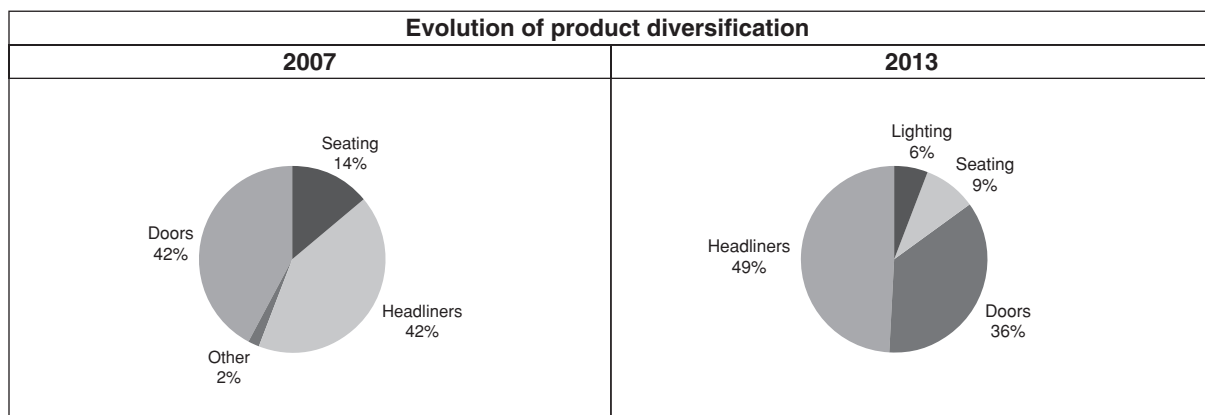 Evolution of product diversification
2007
2013
Seating
14%
Headliners
42%
Other
2%
Doors
42%
Lighting
6%
Seating
9%
Doors
36%
Headliners
49%